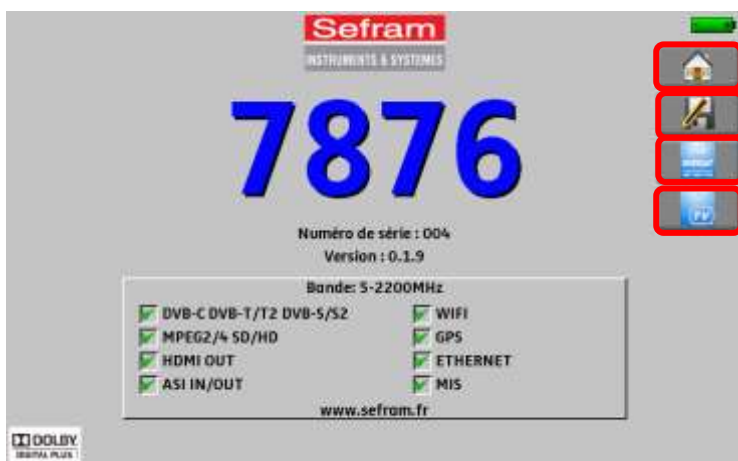 Sefram
INSTRUMENTS & SYSTEMES
7876
Numéro de série : 004
Version : 0.1.9
Bande: 5-2200MHz
DVB-C DVB-T/T2 DVB-S/S2
WIFI
MPEG2/4 SD/HD
GPS
HDMI OUT
ETHERNET
ASI IN/OUT
MIS
www.sefram.fr
DOLBY
DIGITAL PLUS
TV